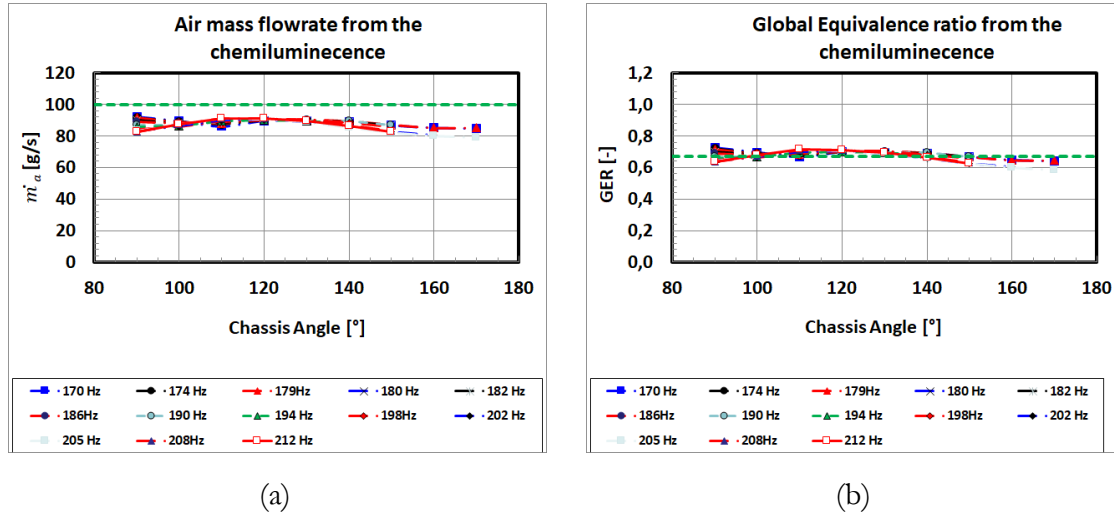 Air mass flowrate from the
chemiluminecence
120
100
80
60
40
20
0
ṁ a [g/s]
80 100 120 140 160 180
Chassis Angle [°]
170 Hz 174 Hz 179Hz 180 Hz 182 Hz
186Hz 190 Hz 194 Hz 198Hz 202 Hz
205 Hz 208Hz 212 Hz
(a)
Global Equivalence ratio from the
chemiluminecence
1,2
1,0
0,8
0,6
0,4
0,2
0,0
GER [-]
80 100 120 140 160 180
Chassis Angle [°]
170 Hz 174 Hz 179Hz 180 Hz 182 Hz
186Hz 190 Hz 194 Hz 198Hz 202 Hz
205 Hz 208Hz 212 Hz
(b)